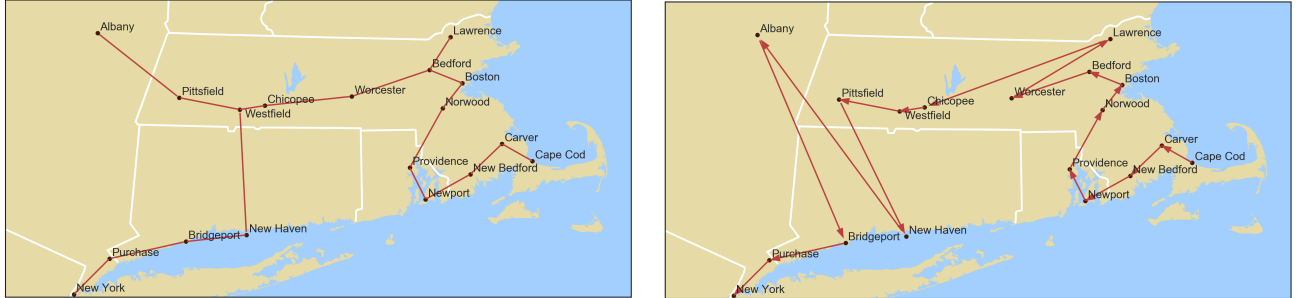 Albany
Lawrence
Bedford
Boston
Pittsfield
Chicopee
Worcester
Westfield
Norwood
Carver
Cape Cod
Providence
New Bedford
Newport
New Haven
Bridgeport
Purchase
New York
Albany
Lawrence
Bedford
Boston
Pittsfield
Chicopee
Worcester
Westfield
Norwood
Carver
Cape Cod
Providence
New Bedford
Newport
New Haven
Bridgeport
Purchase
New York